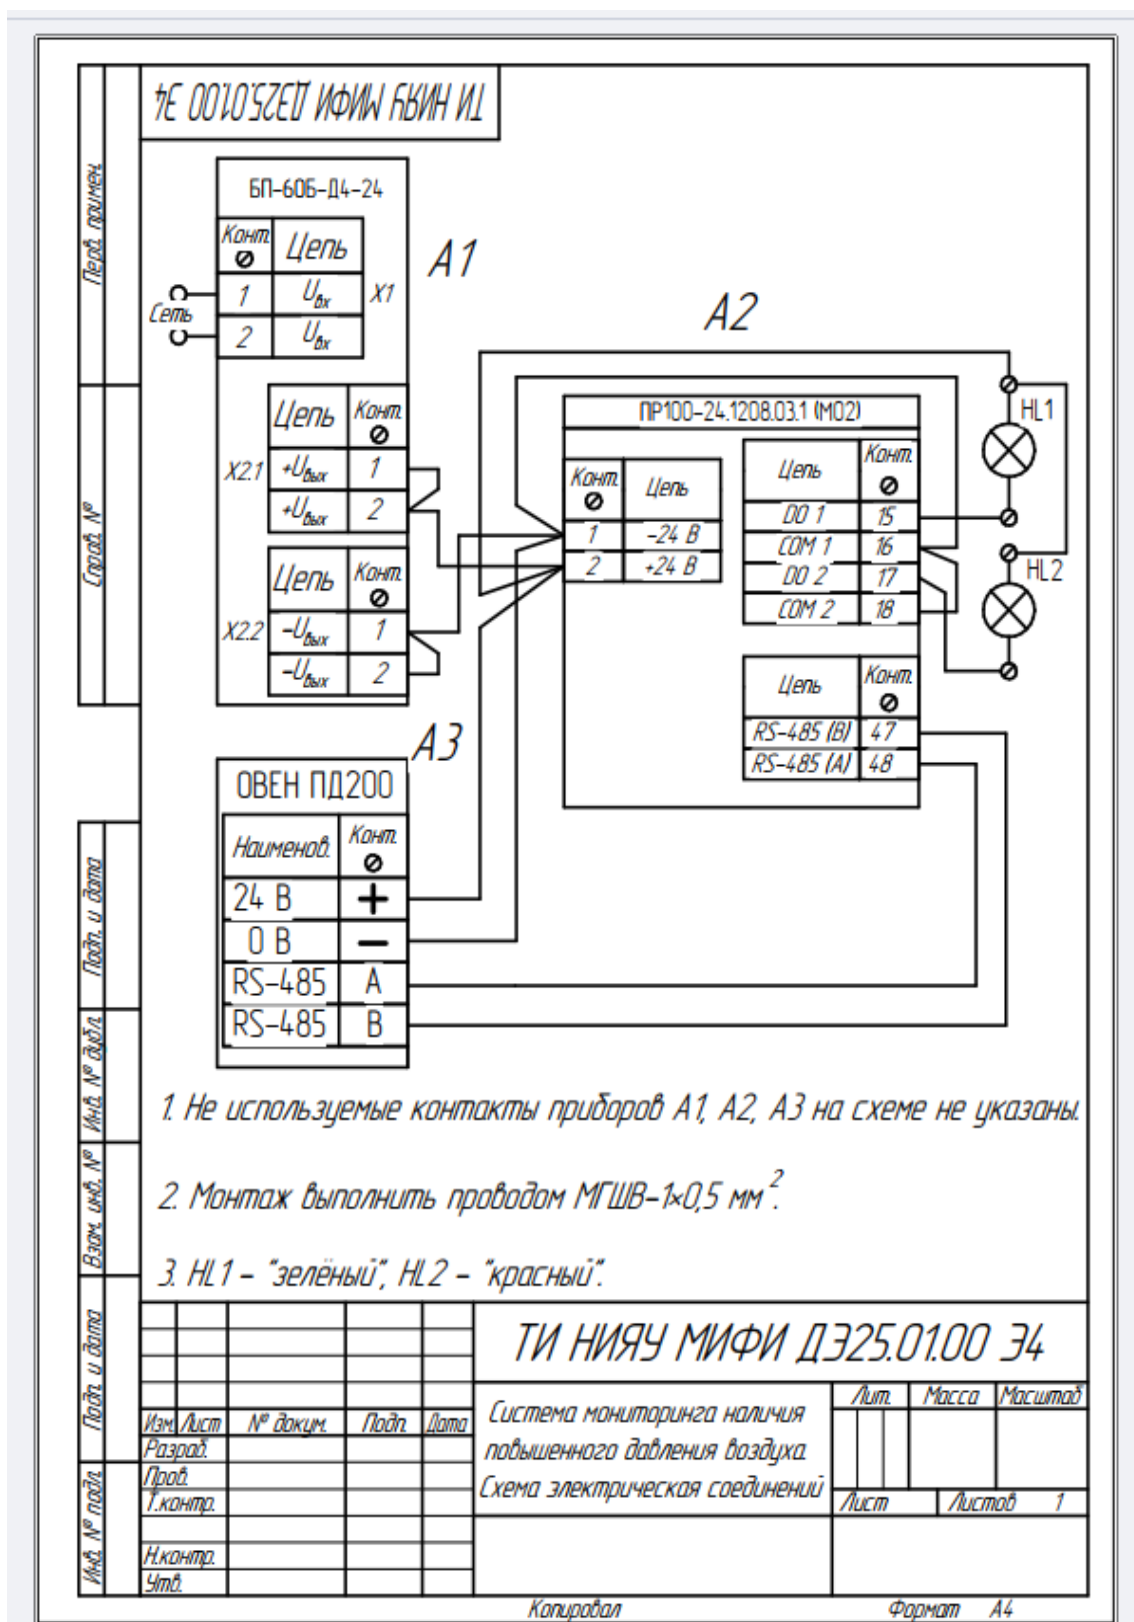 ТИ НИЯУ МИФИ ДЭ25.01.00 Э4
БП-60Б-Д4-24
Конт. Цепь
1 Uвх
2 Uвх
X1
Сеть
A1
Цепь Конт.
X2.1
+Uвых 1
+Uвых 2
Цепь Конт.
X2.2
-Uвых 1
-Uвых 2
A2
ПР100-24.1208.03.1 (М02)
Конт. Цепь
1 -24 В
2 +24 В
Цепь Конт.
DO 1 15
COM 1 16
DO 2 17
COM 2 18
Цепь Конт.
RS-485 (B) 47
RS-485 (A) 48
HL1
HL2
A3
ОВЕН ПД200
Наименов. Конт.
24 В +
0 В −
RS-485 A
RS-485 B
1. Не используемые контакты приборов А1, А2, А3 на схеме не указаны.
2. Монтаж выполнить проводом МГШВ-1×0,5 мм².
3. HL1 - "зелёный", HL2 - "красный".
Перв. примен.
Справ. №
Подп. и дата
Инв. № дубл.
Взам. инв. №
Подп. и дата
Инв. № подл.
ТИ НИЯУ МИФИ ДЭ25.01.00 Э4
Изм. Лист № докум. Подп. Дата
Разраб.
Пров.
Т.контр.
Н.контр.
Утв.
Система мониторинга наличия
повышенного давления воздуха.
Схема электрическая соединений
Лит. Масса Масштаб
Лист Листов 1
Копировал Формат А4